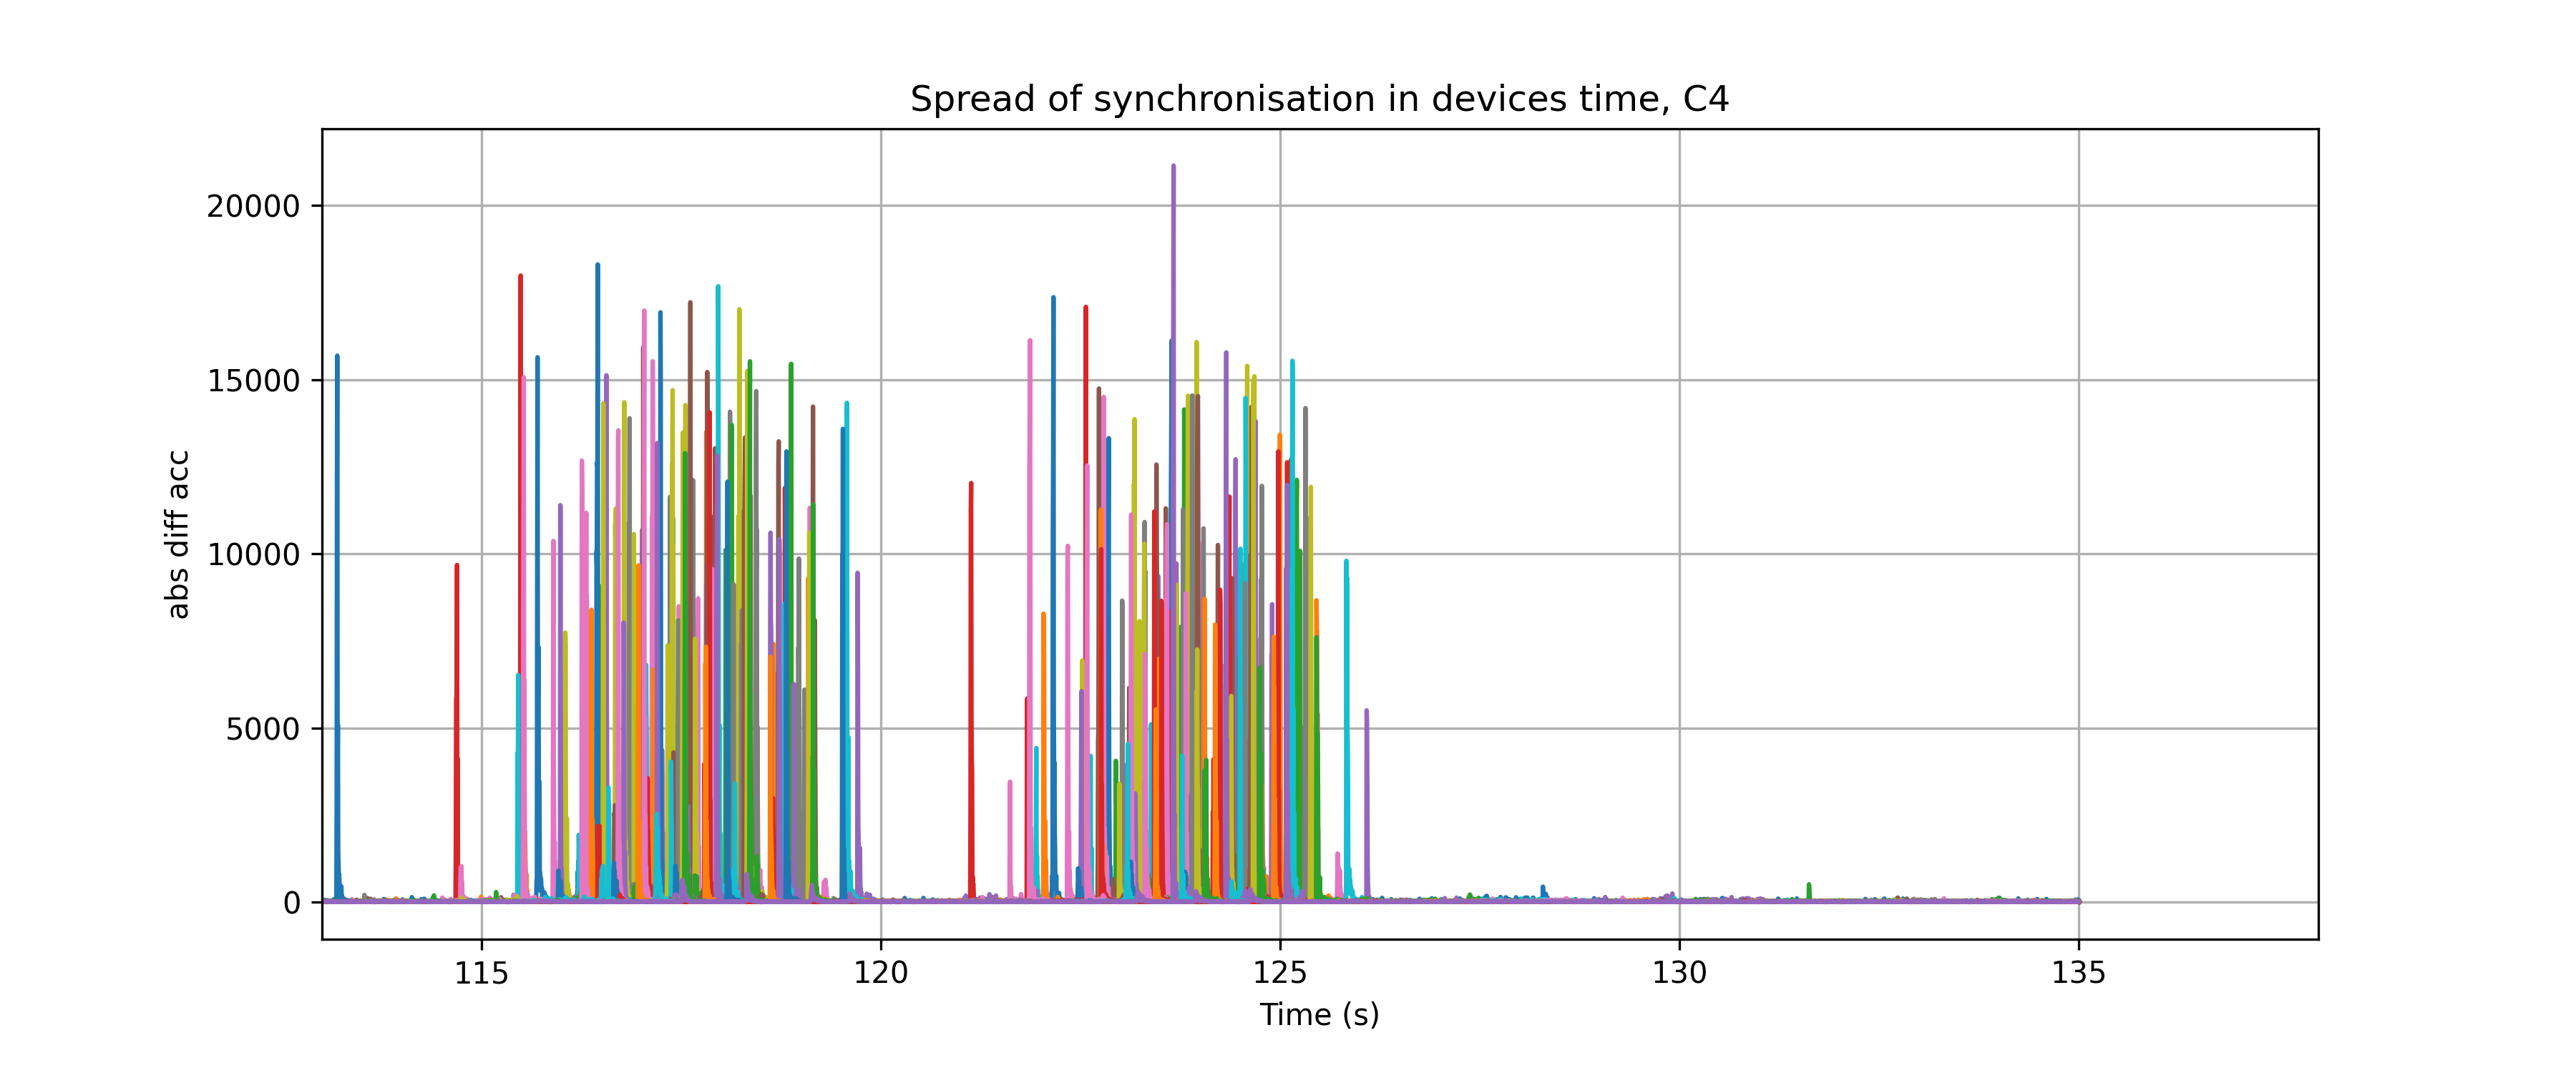 Spread of synchronisation in devices time, C4
abs diff acc
20000
15000
10000
5000
0
115 120 125 130 135
Time (s)